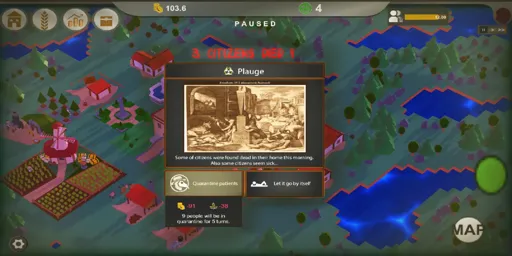 103.6
4
PAUSED
3 CITIZENS DIED !
Plauge
Some of citizens were found dead in their home this morning.
Also some citizens seem sick...
Quarantine patients
Let it go by itself
9 people will be in
quarantine for 5 turns.
MAP